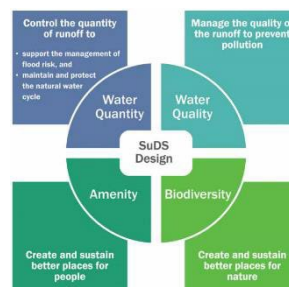 Control the quantity
of runoff to
• support the management of
flood risk, and
• maintain and protect
the natural water
cycle
Manage the quality of
the runoff to prevent
pollution
Water
Quantity
Water
Quality
SuDS
Design
Amenity
Biodiversity
Create and sustain
better places for
people
Create and sustain
better places for
nature